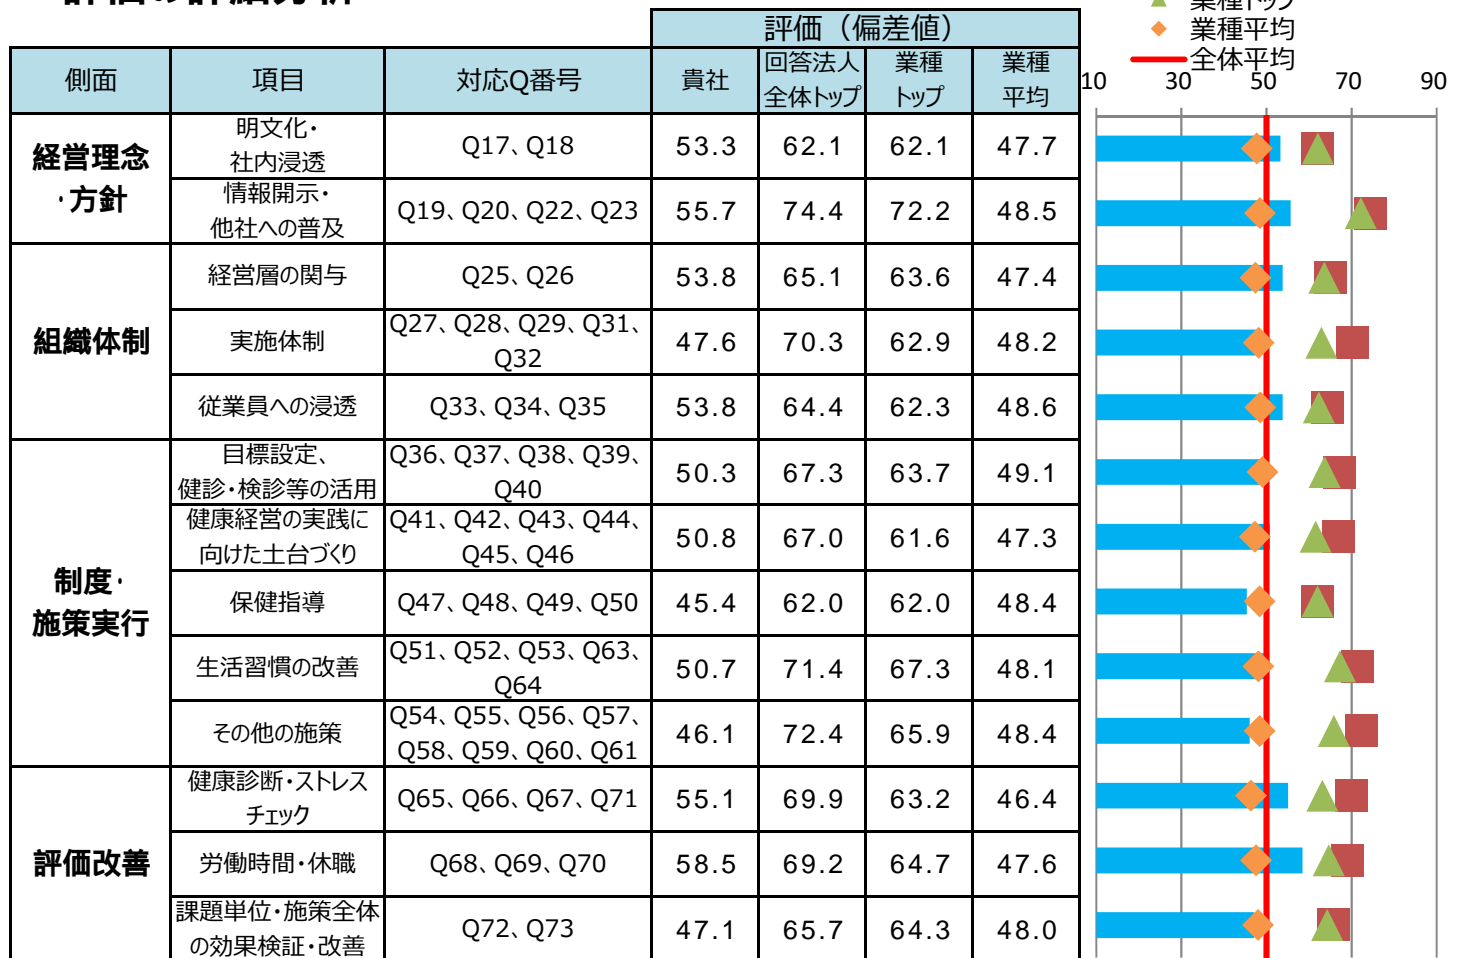 評価の詳細分析
業種トップ
業種平均
全体平均
評価（偏差値）
側面 項目 対応Q番号 貴社 回答法人 業種 業種
全体トップ トップ 平均
10 30 50 70 90
経営理念
・方針
明文化・
社内浸透
Q17、Q18 53.3 62.1 62.1 47.7
情報開示・
他社への普及
Q19、Q20、Q22、Q23 55.7 74.4 72.2 48.5
組織体制
経営層の関与 Q25、Q26 53.8 65.1 63.6 47.4
実施体制
Q27、Q28、Q29、Q31、
Q32
47.6 70.3 62.9 48.2
従業員への浸透 Q33、Q34、Q35 53.8 64.4 62.3 48.6
制度・
施策実行
目標設定、
健診・検診等の活用
Q36、Q37、Q38、Q39、
Q40
50.3 67.3 63.7 49.1
健康経営の実践に
向けた土台づくり
Q41、Q42、Q43、Q44、
Q45、Q46
50.8 67.0 61.6 47.3
保健指導 Q47、Q48、Q49、Q50 45.4 62.0 62.0 48.4
生活習慣の改善
Q51、Q52、Q53、Q63、
Q64
50.7 71.4 67.3 48.1
その他の施策
Q54、Q55、Q56、Q57、
Q58、Q59、Q60、Q61
46.1 72.4 65.9 48.4
評価改善
健康診断・ストレス
チェック
Q65、Q66、Q67、Q71 55.1 69.9 63.2 46.4
労働時間・休職 Q68、Q69、Q70 58.5 69.2 64.7 47.6
課題単位・施策全体
の効果検証・改善
Q72、Q73 47.1 65.7 64.3 48.0